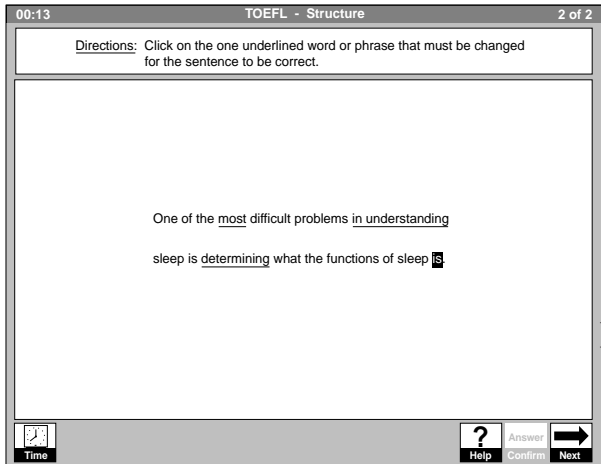 00:13 TOEFL - Structure 2 of 2
Directions: Click on the one underlined word or phrase that must be changed
for the sentence to be correct.
One of the most difficult problems in understanding
sleep is determining what the functions of sleep is.
Time
? Help
Answer Confirm
Next